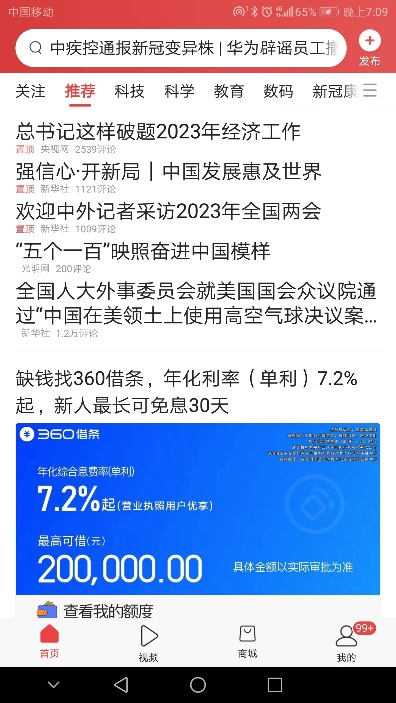 中国移动 65% 晚上7:09
中疾控通报新冠变异株 | 华为辟谣员工撞
发布
关注 推荐 科技 科学 教育 数码 新冠康
总书记这样破题2023年经济工作
置顶 央视网 2539评论
强信心·开新局｜中国发展惠及世界
置顶 新华社 1121评论
欢迎中外记者采访2023年全国两会
置顶 新华社 1009评论
“五个一百”映照奋进中国模样
光明网 200评论
全国人大外事委员会就美国国会众议院通
过“中国在美领土上使用高空气球决议案...
新华社 1.2万评论
缺钱找360借条，年化利率（单利）7.2%
起，新人最长可免息30天
360借条
年化综合息费率(单利)
7.2%起(营业执照用户优享)
最高可借(元)
200,000.00
具体金额以实际审批为准
查看我的额度
99+
首页 视频 商城 我的